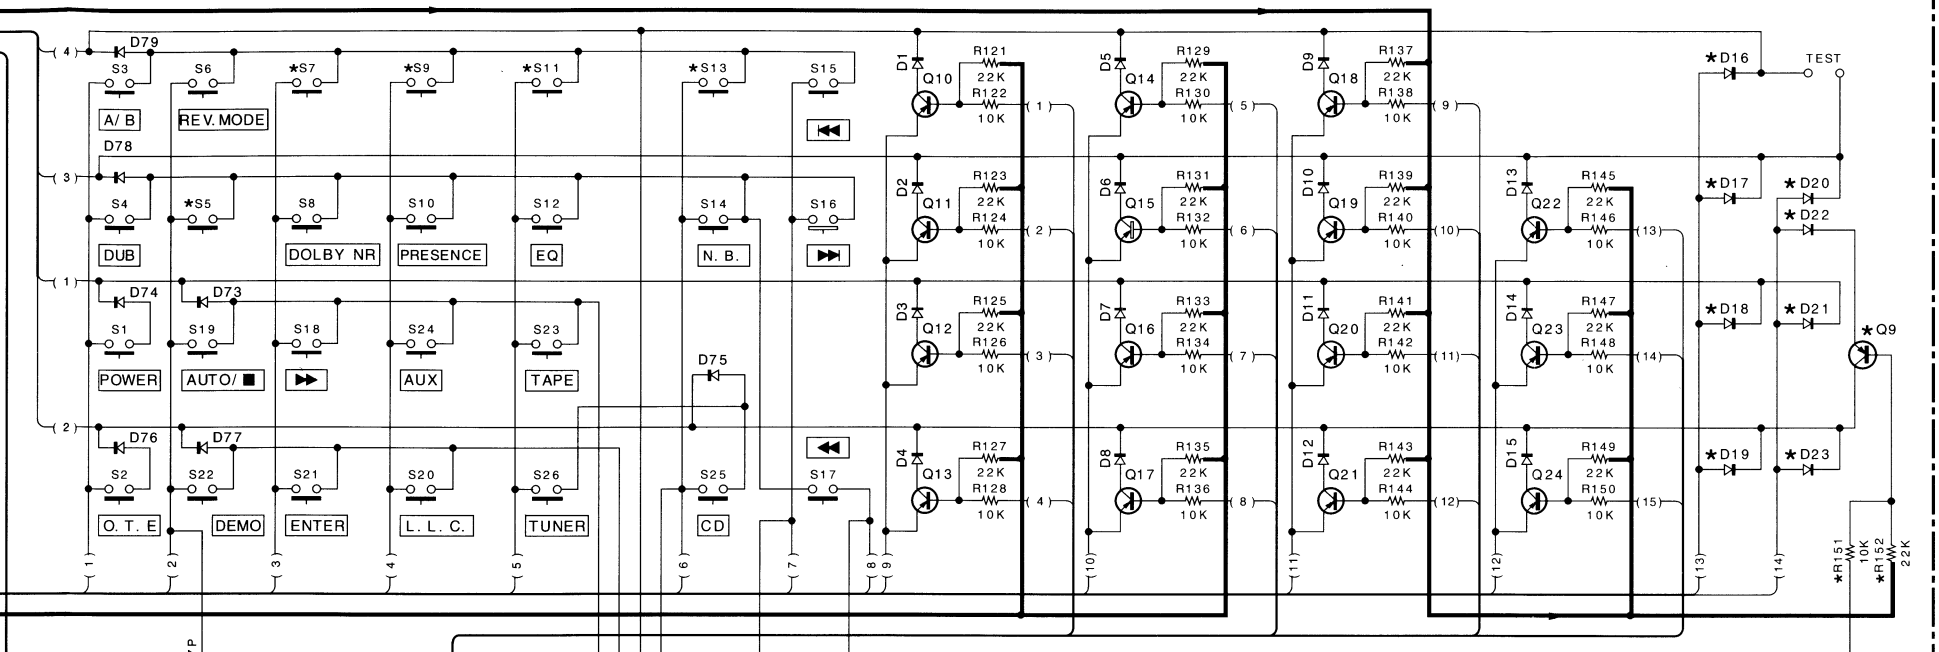 (4) D79 D1 R121 D5 R129 D9 R137
S3 S6 *S7 *S9 *S11 *S13 S15 Q10 22K Q14 22K Q18 22K *D16 TEST
R122 (1) R130 (5) R138 (9)
A/B REV.MODE 10K 10K 10K
D78
(3) D2 R123 D6 R131 D10 R139 D13 R145 *D17 *D20
S4 *S5 S8 S10 S12 S14 S16 Q11 22K Q15 22K Q19 22K Q22 22K *D22
R124 (2) R132 (6) R140 (10) R146 (13)
DUB DOLBY NR PRESENCE EQ N.B. 10K 10K 10K 10K
(1) D74 D73 D3 R125 D7 R133 D11 R141 D14 R147 *D18 *D21
S1 S19 S18 S24 S23 Q12 22K Q16 22K Q20 22K Q23 22K *Q9
R126 (3) R134 (7) R142 (11) R148 (14)
D75 10K 10K 10K 10K
POWER AUTO/■ AUX TAPE
(2) D76 D77 D4 R127 D8 R135 D12 R143 D15 R149 *D19 *D23
S2 S22 S21 S20 S26 S25 S17 Q13 22K Q17 22K Q21 22K Q24 22K
R128 (4) R136 (8) R144 (12) R150 (15)
O.T.E DEMO ENTER L.L.C. TUNER CD 10K 10K 10K 10K
*R151 10K *R152 22K
(1) (2) (3) (4) (5) (6) (7) (8) (9) (10) (11) (12) (13) (14)